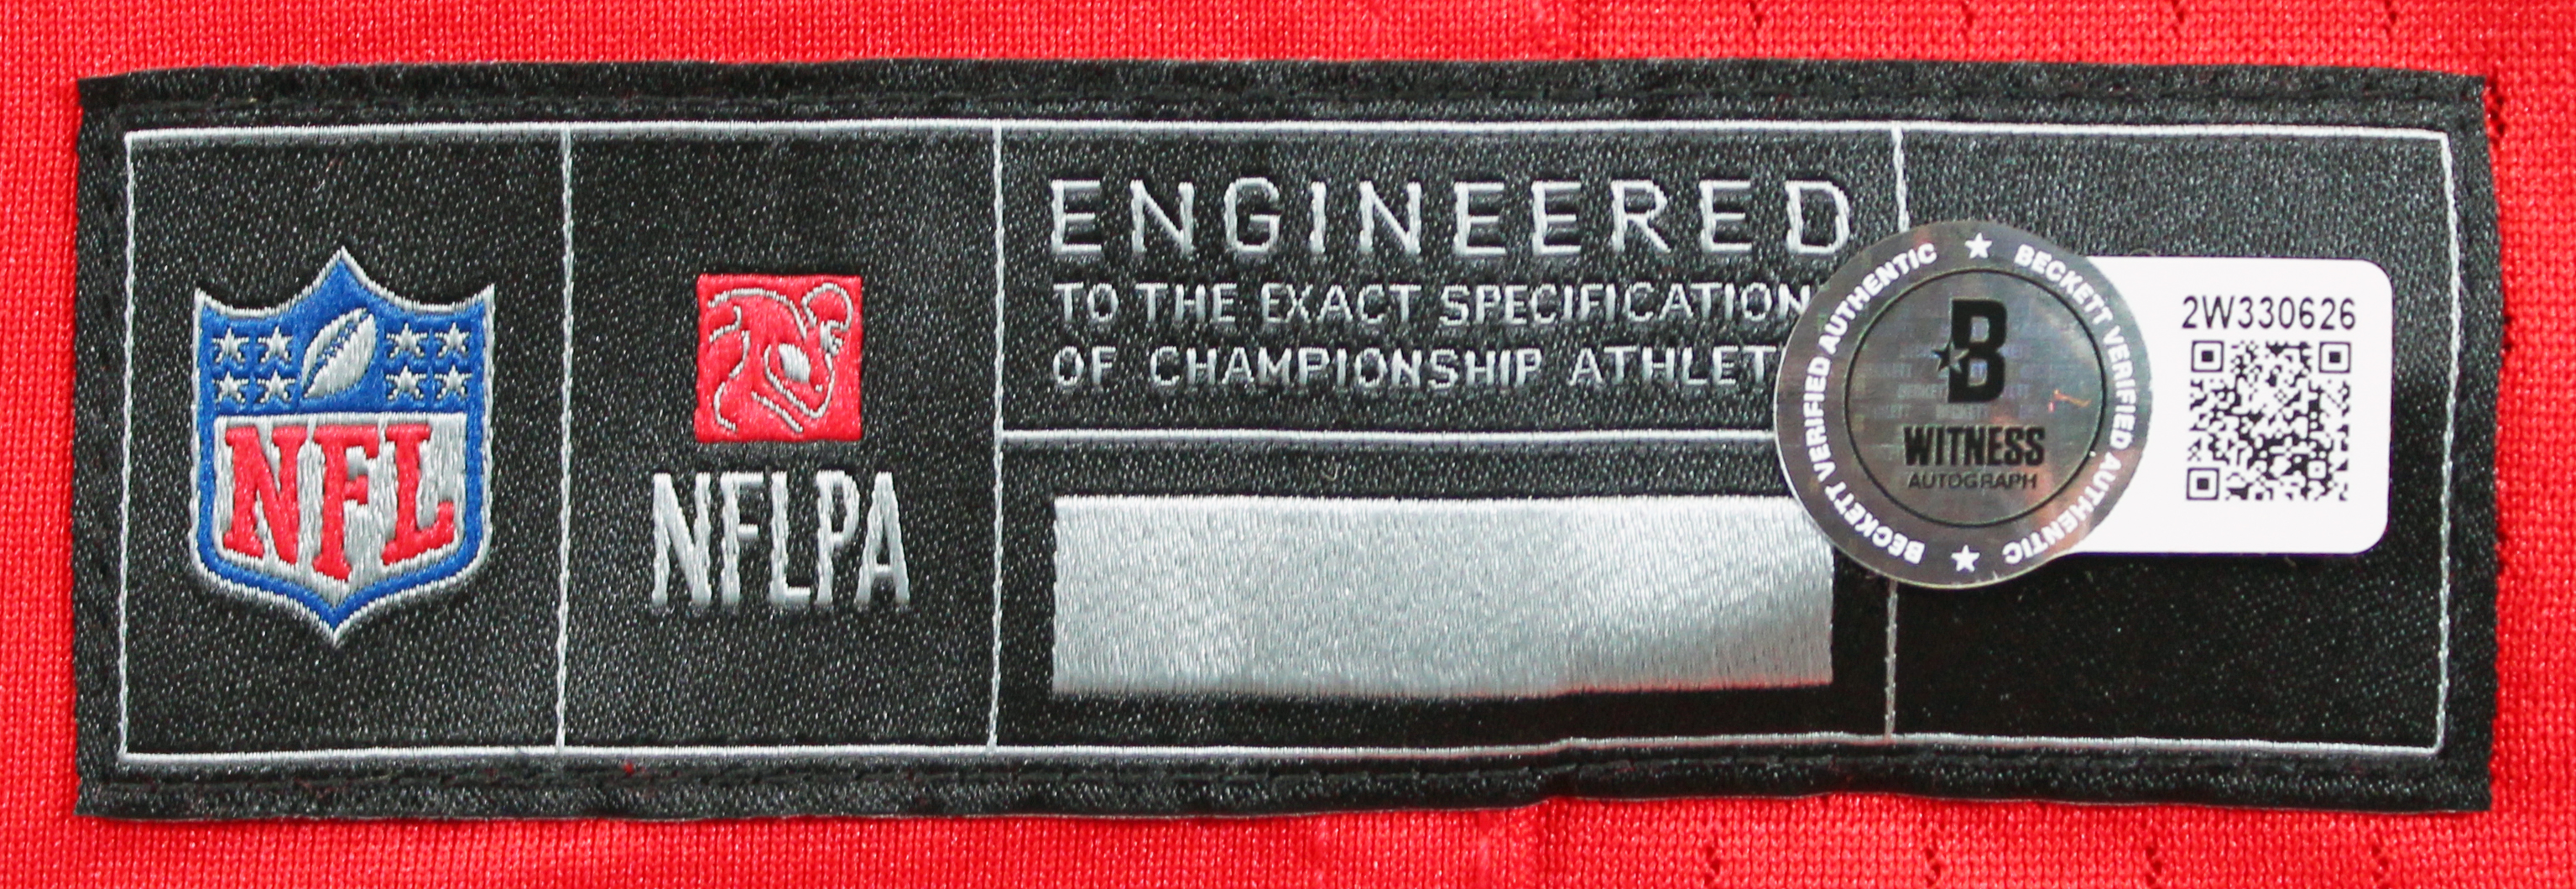 NFL
NFLPA
ENGINEERED
TO THE EXACT SPECIFICATION
OF CHAMPIONSHIP ATHLET
BECKETT VERIFIED AUTHENTIC ★ BECKETT VERIFIED AUTHENTIC ★
B
WITNESS
AUTOGRAPH
2W330626